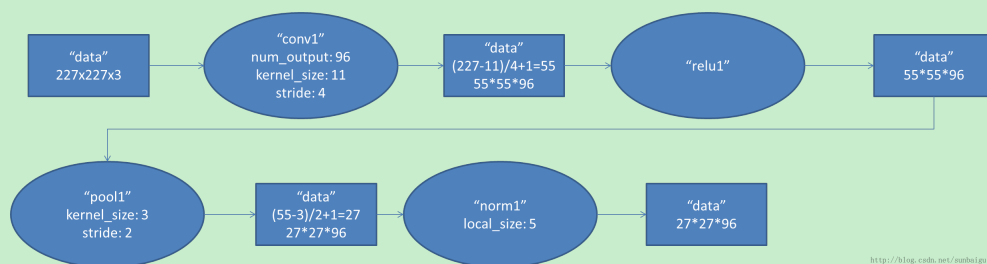 “data”
227x227x3
“conv1”
num_output: 96
kernel_size: 11
stride: 4
“data”
(227-11)/4+1=55
55*55*96
“relu1”
“data”
55*55*96
“pool1”
kernel_size: 3
stride: 2
“data”
(55-3)/2+1=27
27*27*96
“norm1”
local_size: 5
“data”
27*27*96
http://blog.csdn.net/sunbaigui